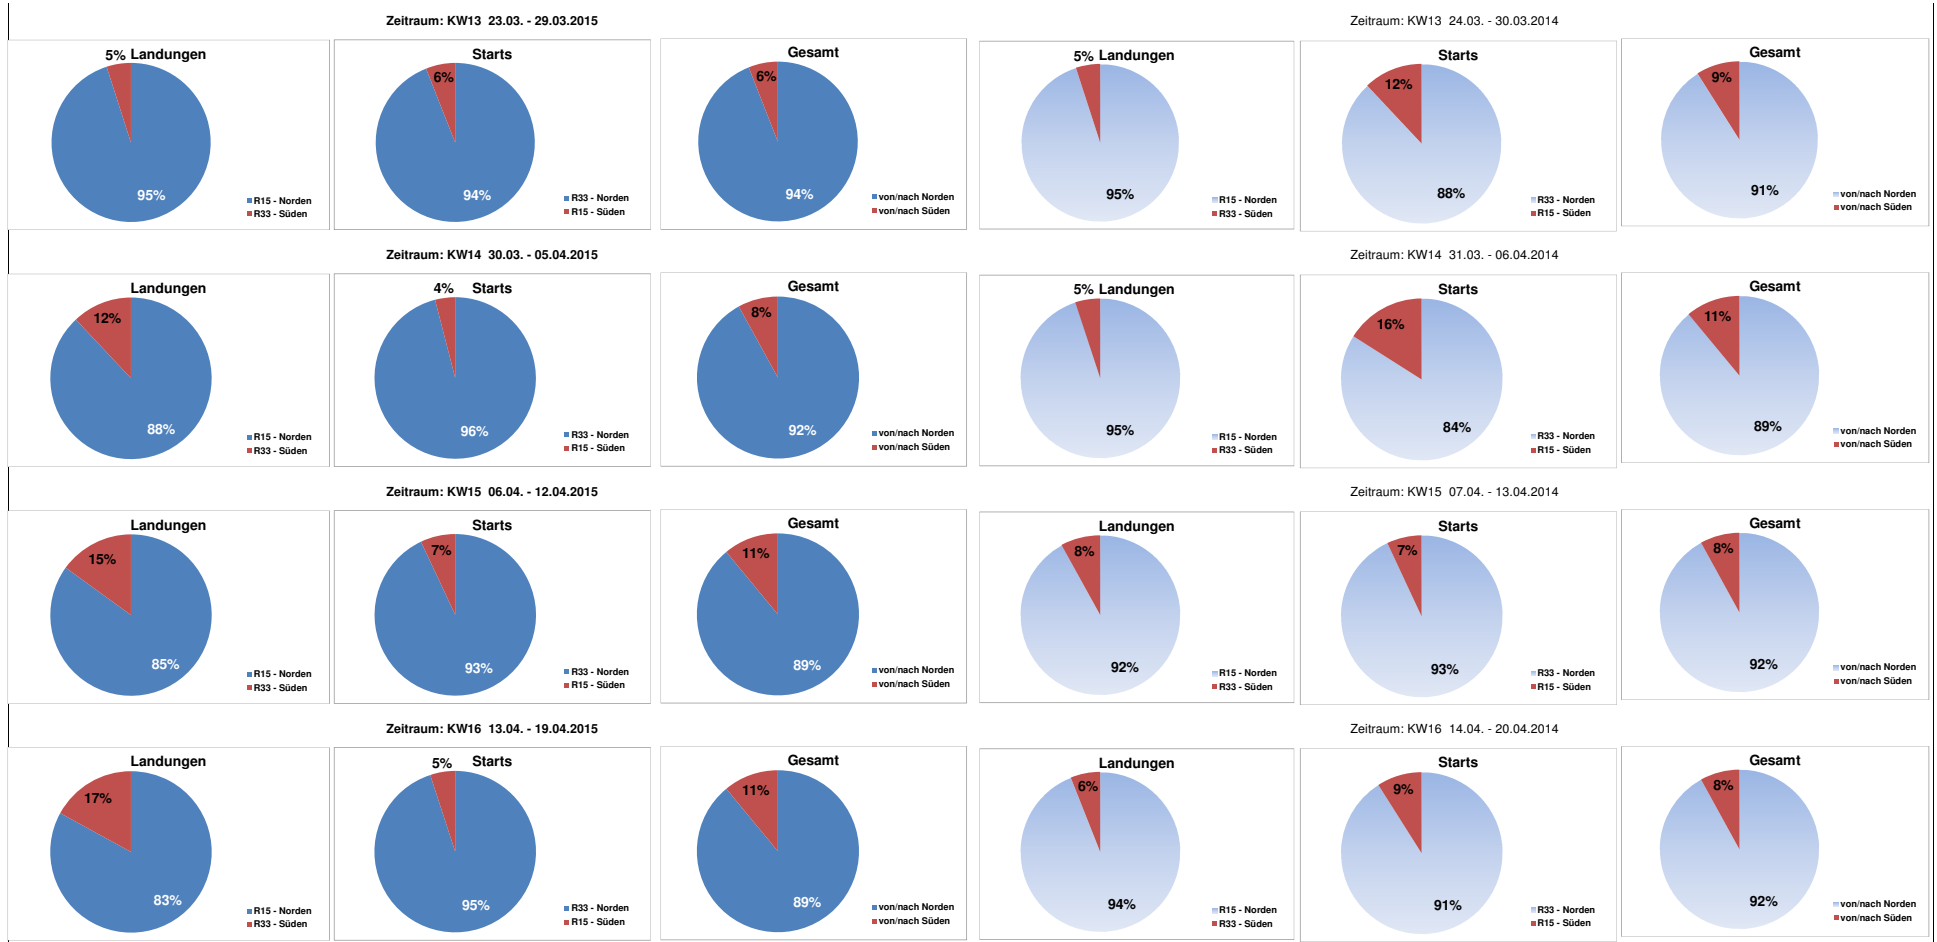 Zeitraum: KW13 23.03. - 29.03.2015
Zeitraum: KW13 24.03. - 30.03.2014
5% Landungen
95%
R15 - Norden
R33 - Süden
Starts
6%
94%
R33 - Norden
R15 - Süden
Gesamt
6%
94%
von/nach Norden
von/nach Süden
5% Landungen
95%
R15 - Norden
R33 - Süden
Starts
12%
88%
R33 - Norden
R15 - Süden
Gesamt
9%
91%
von/nach Norden
von/nach Süden
Zeitraum: KW14 30.03. - 05.04.2015
Zeitraum: KW14 31.03. - 06.04.2014
Landungen
12%
88%
R15 - Norden
R33 - Süden
4% Starts
96%
R33 - Norden
R15 - Süden
Gesamt
8%
92%
von/nach Norden
von/nach Süden
5% Landungen
95%
R15 - Norden
R33 - Süden
Starts
16%
84%
R33 - Norden
R15 - Süden
Gesamt
11%
89%
von/nach Norden
von/nach Süden
Zeitraum: KW15 06.04. - 12.04.2015
Zeitraum: KW15 07.04. - 13.04.2014
Landungen
15%
85%
R15 - Norden
R33 - Süden
Starts
7%
93%
R33 - Norden
R15 - Süden
Gesamt
11%
89%
von/nach Norden
von/nach Süden
Landungen
8%
92%
R15 - Norden
R33 - Süden
Starts
7%
93%
R33 - Norden
R15 - Süden
Gesamt
8%
92%
von/nach Norden
von/nach Süden
Zeitraum: KW16 13.04. - 19.04.2015
Zeitraum: KW16 14.04. - 20.04.2014
Landungen
17%
83%
R15 - Norden
R33 - Süden
5% Starts
95%
R33 - Norden
R15 - Süden
Gesamt
11%
89%
von/nach Norden
von/nach Süden
Landungen
6%
94%
R15 - Norden
R33 - Süden
Starts
9%
91%
R33 - Norden
R15 - Süden
Gesamt
8%
92%
von/nach Norden
von/nach Süden